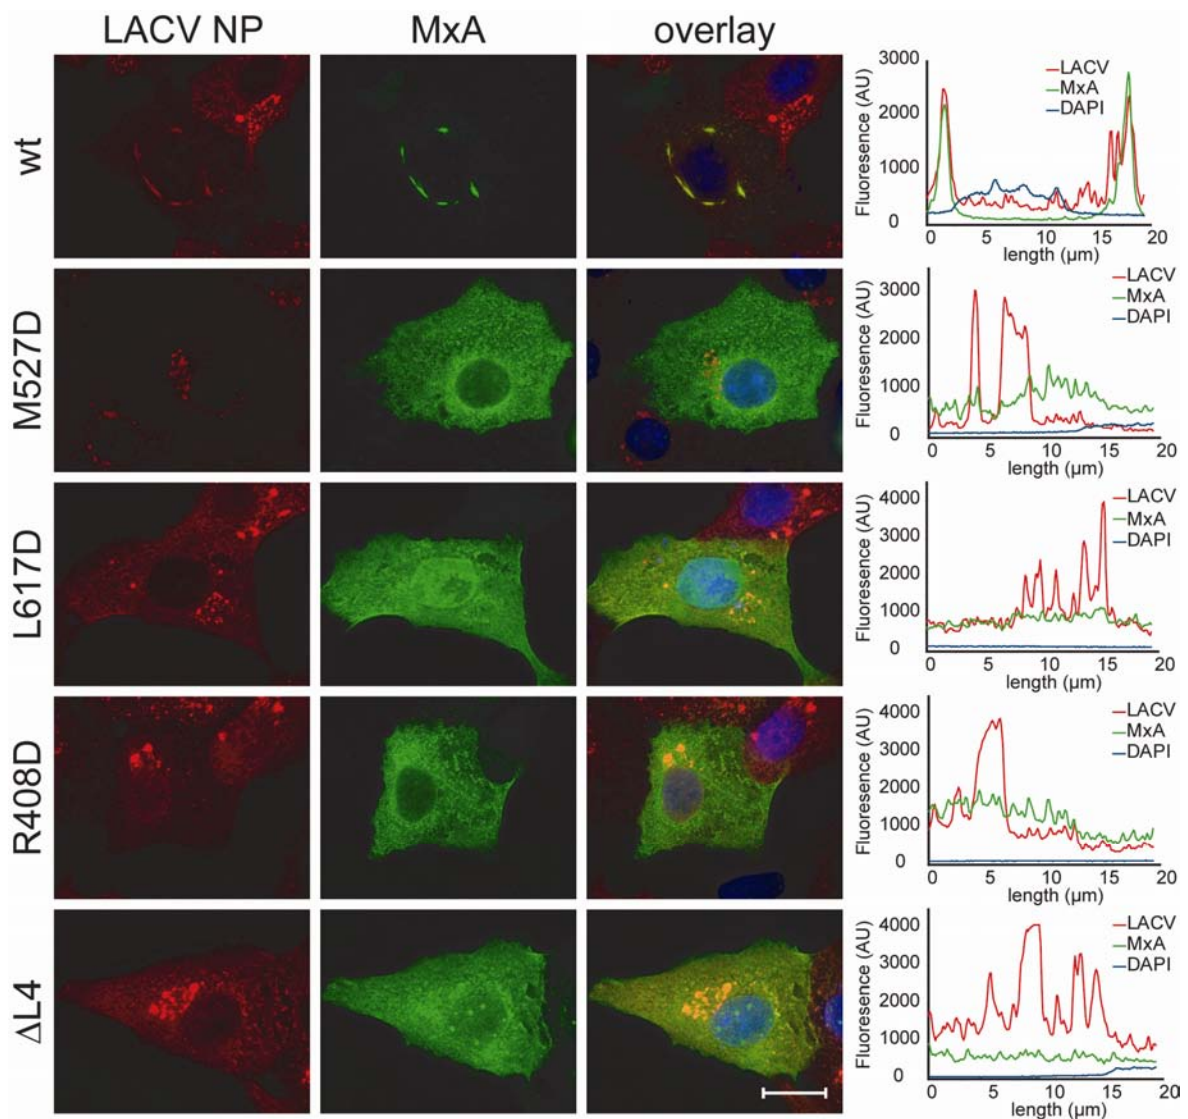 LACV NP MxA overlay
wt
3000
2000
1000
0
Fluoresence (AU)
LACV
MxA
DAPI
0 5 10 15 20
length (µm)
M527D
3000
2000
1000
0
Fluoresence (AU)
LACV
MxA
DAPI
0 5 10 15 20
length (µm)
L617D
4000
3000
2000
1000
0
Fluoresence (AU)
LACV
MxA
DAPI
0 5 10 15 20
length (µm)
R408D
4000
3000
2000
1000
0
Fluoresence (AU)
LACV
MxA
DAPI
0 5 10 15 20
length (µm)
ΔL4
4000
3000
2000
1000
0
Fluoresence (AU)
LACV
MxA
DAPI
0 5 10 15 20
length (µm)